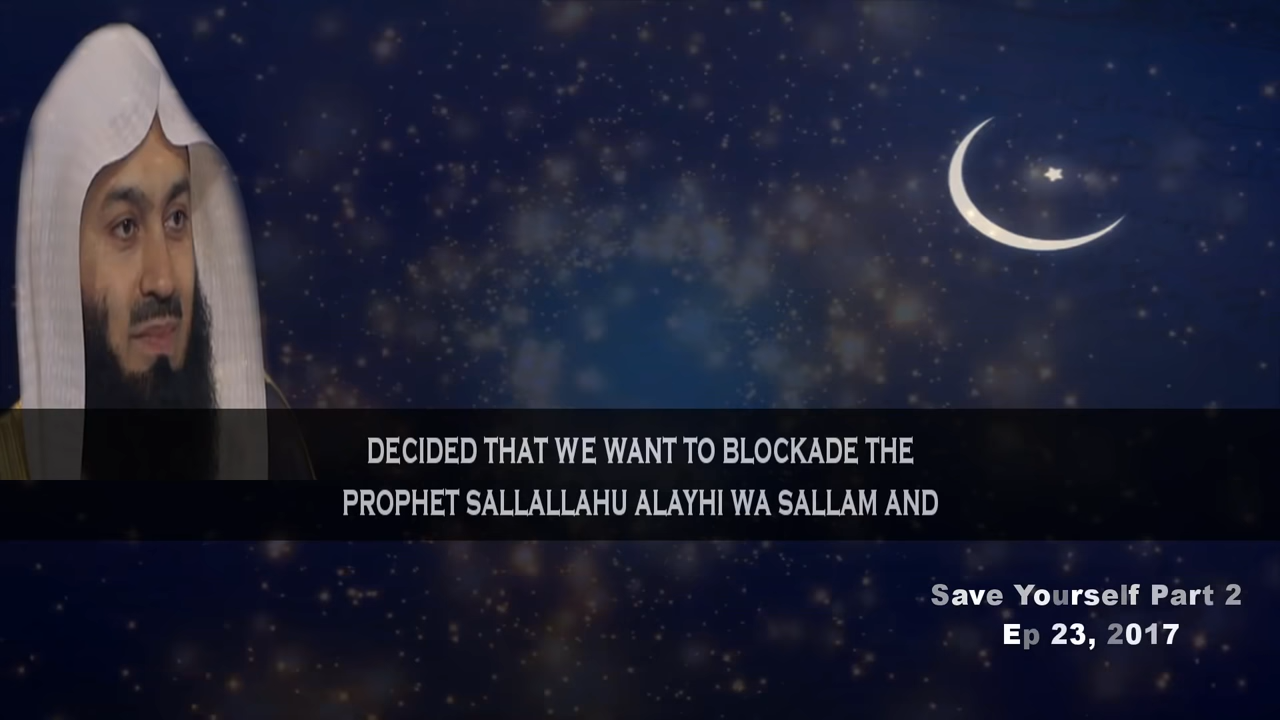 DECIDED THAT WE WANT TO BLOCKADE THE
PROPHET SALLALLAHU ALAYHI WA SALLAM AND
Save Yourself Part 2
Ep 23, 2017